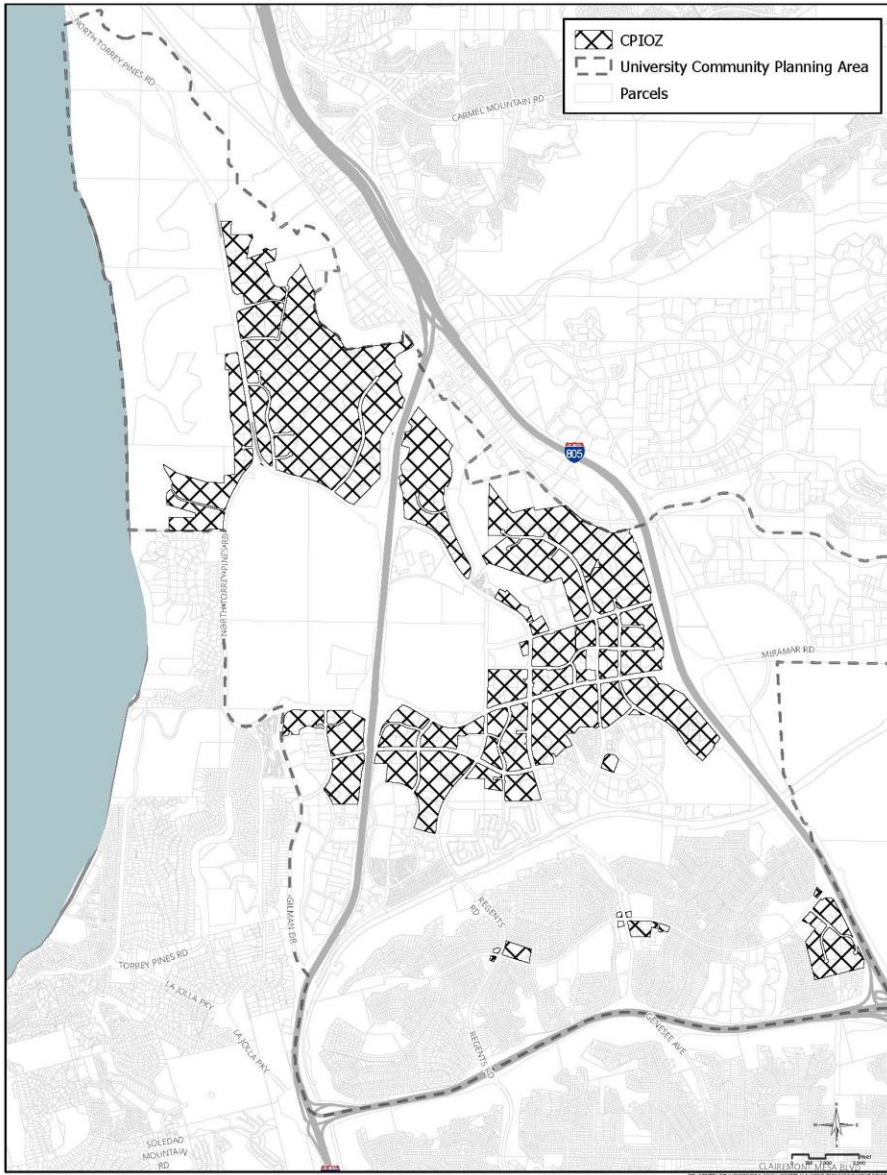 NORTH TORREY PINES RD
CPIOZ
University Community Planning Area
Parcels
CARMEL MOUNTAIN RD
805
NORTH TORREY PINES RD
MIRAMAR RD
GILMAN DR
REGENTS
RD
TORREY PINES RD
LA JOLLA PKY
LA JOLLA PKY
REGENTS RD
GENESEE AVE
SOLEDAD
MOUNTAIN
RD
CLAIREMONT MESA BLVD